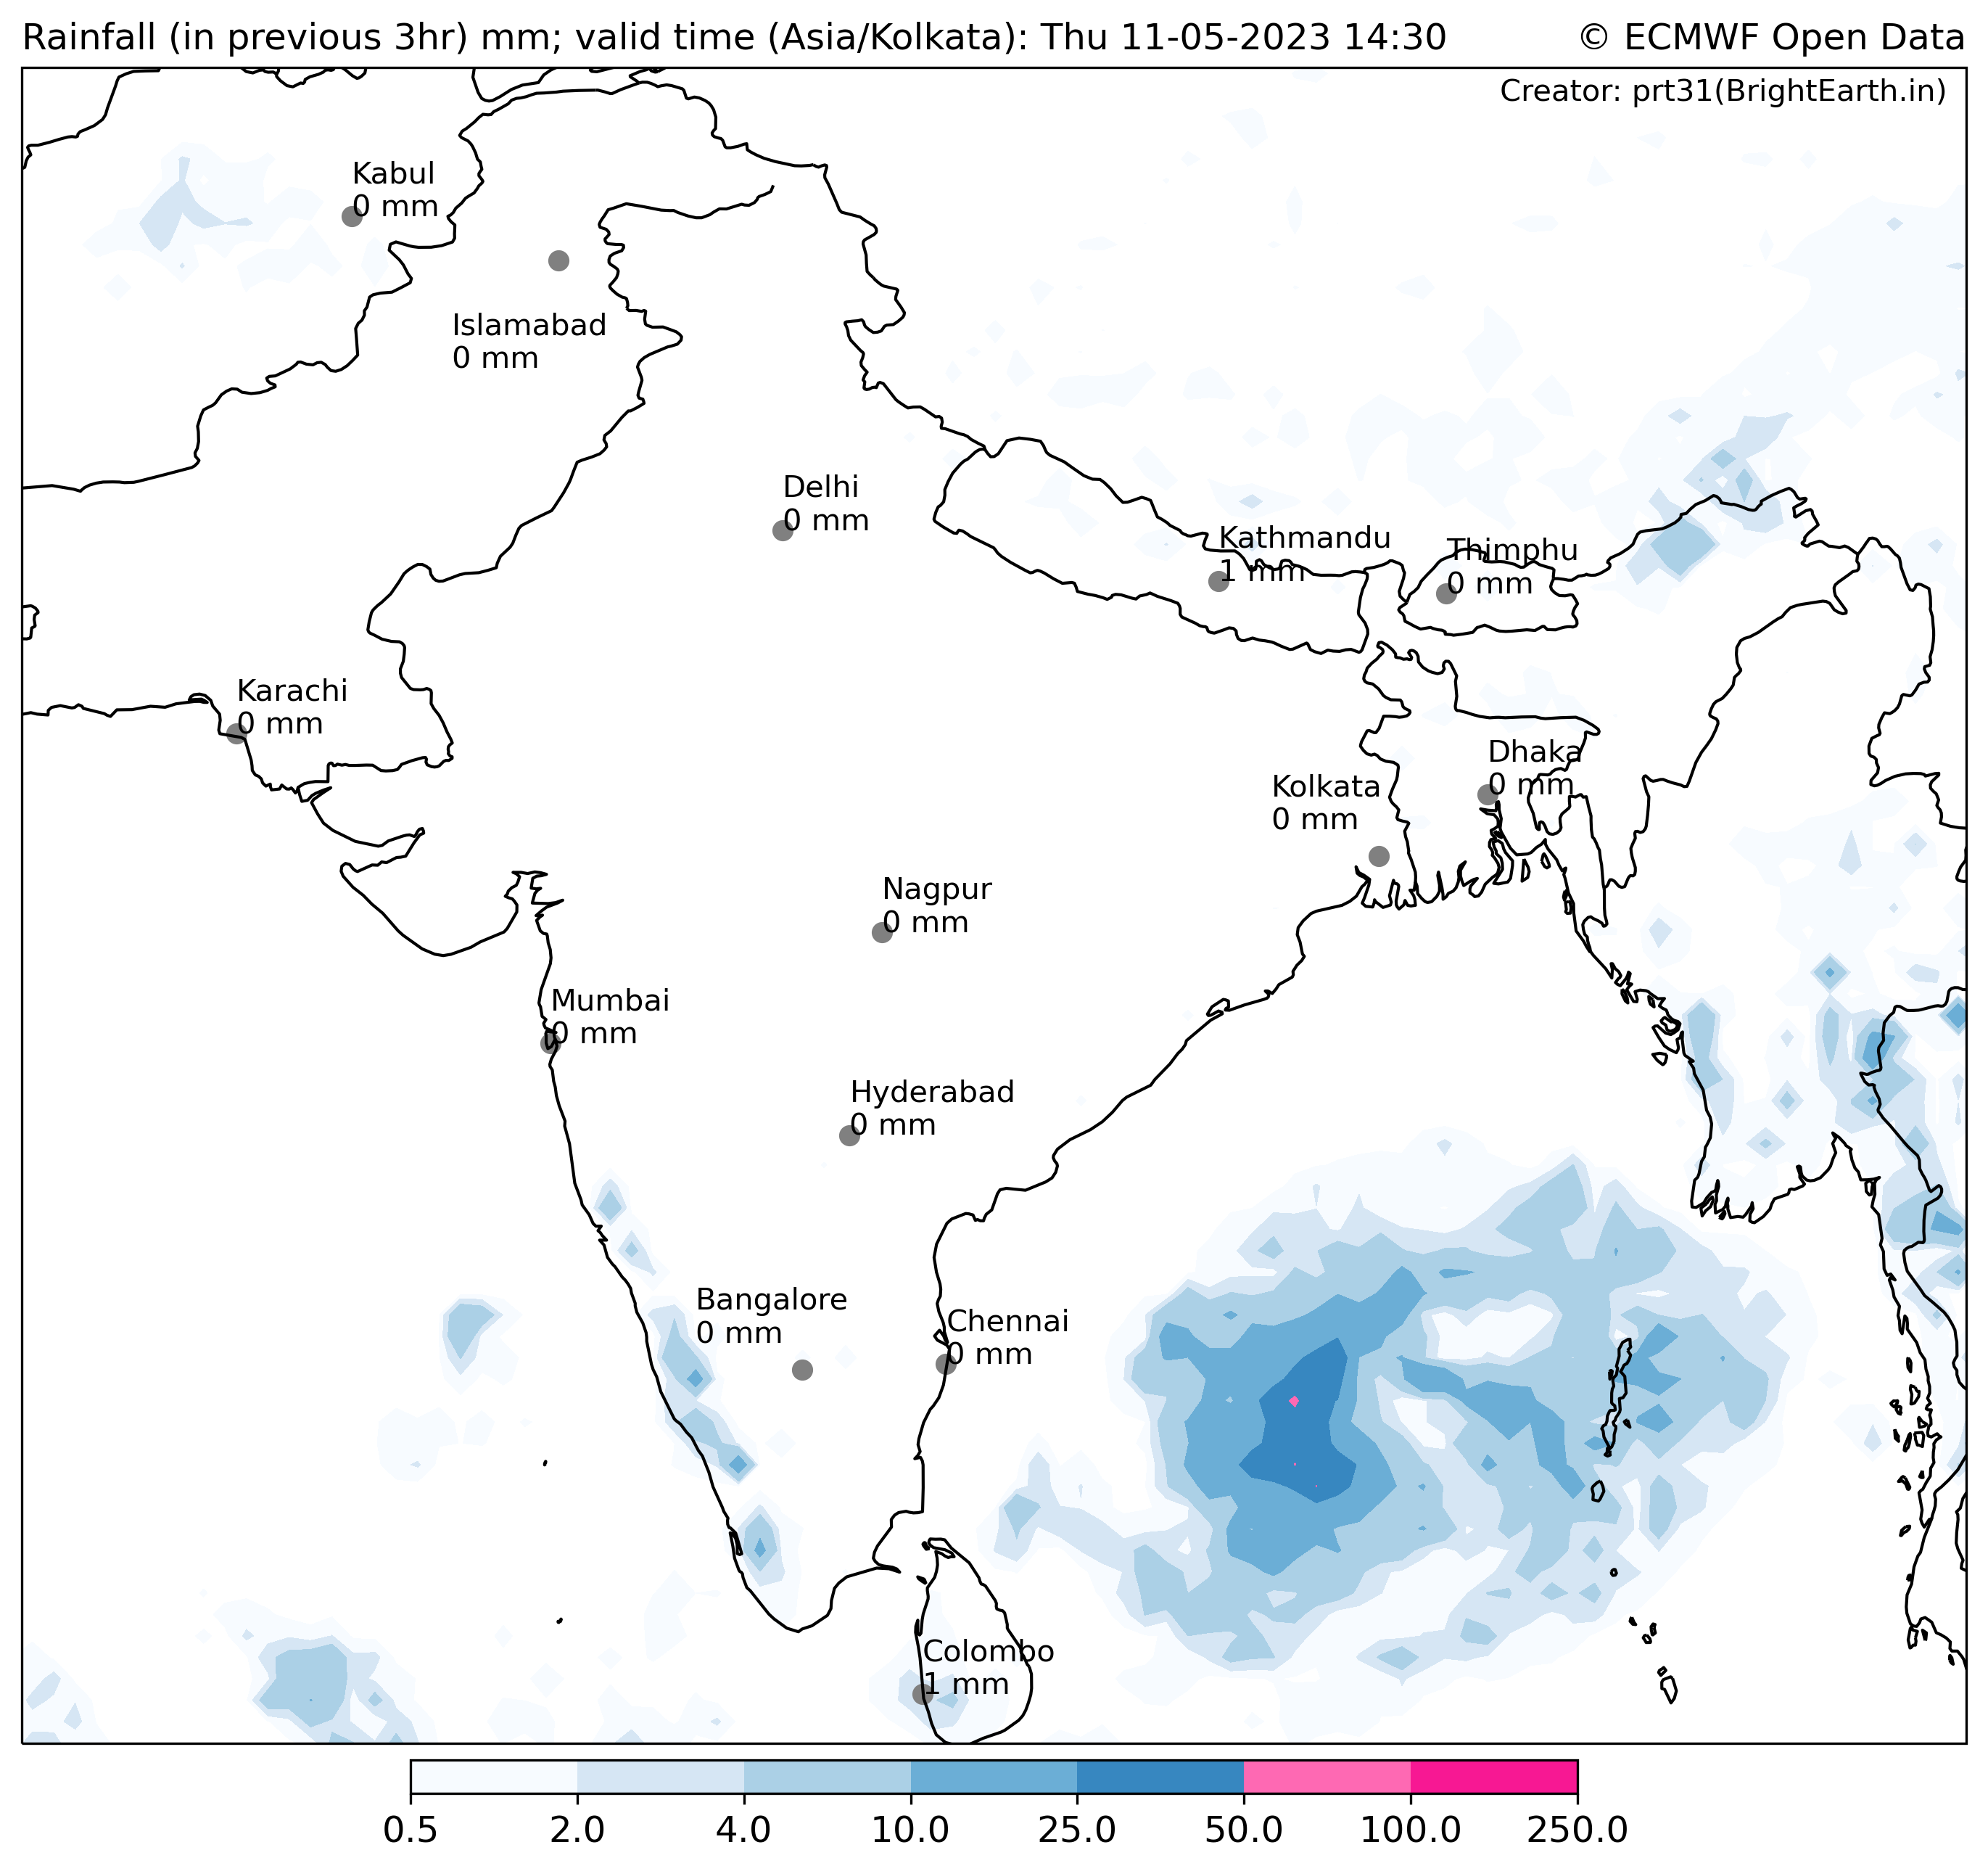 Rainfall (in previous 3hr) mm; valid time (Asia/Kolkata): Thu 11-05-2023 14:30
© ECMWF Open Data
Creator: prt31(BrightEarth.in)
Kabul
0 mm
Islamabad
0 mm
Delhi
0 mm
Kathmandu
1 mm
Thimphu
0 mm
Karachi
0 mm
Dhaka
0 mm
Kolkata
0 mm
Nagpur
0 mm
Mumbai
0 mm
Hyderabad
0 mm
Bangalore
0 mm
Chennai
0 mm
Colombo
1 mm
0.5 2.0 4.0 10.0 25.0 50.0 100.0 250.0